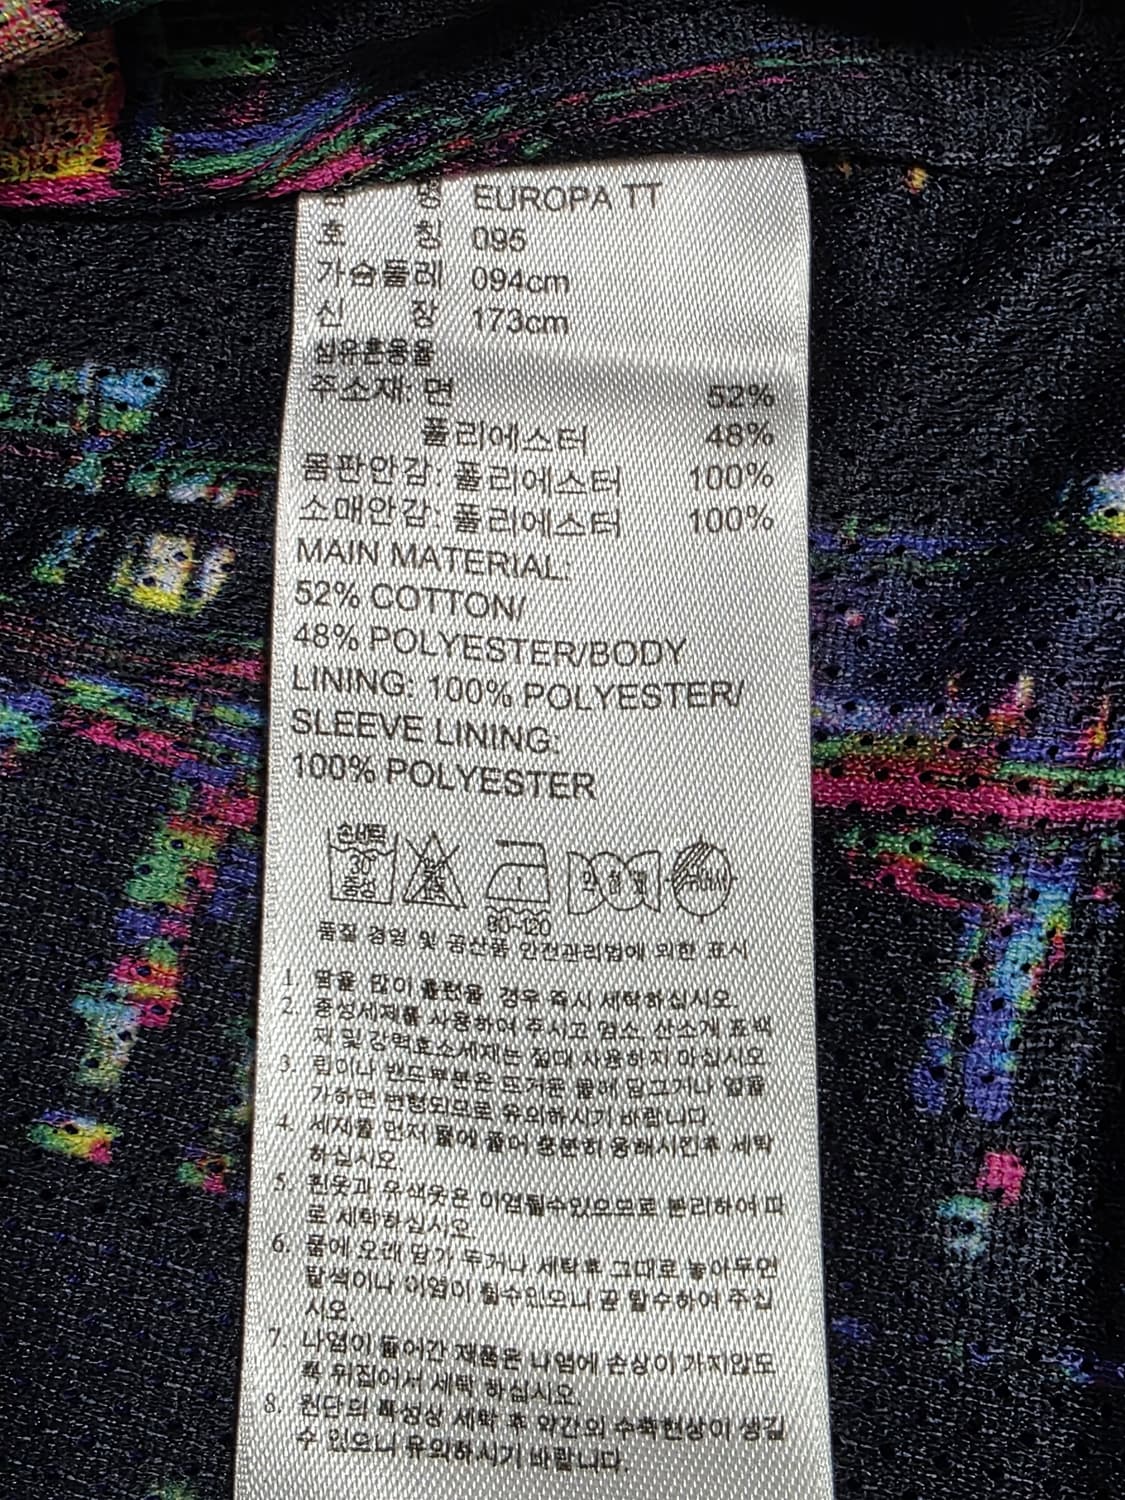 명 EUROPA TT
호 칭 095
가슴둘레 094cm
신 장 173cm
섬유혼용율
주소재: 면 52%
폴리에스터 48%
몸판안감: 폴리에스터 100%
소매안감: 폴리에스터 100%
MAIN MATERIAL:
52% COTTON/
48% POLYESTER/BODY
LINING: 100% POLYESTER/
SLEEVE LINING:
100% POLYESTER
손세탁
30°
중성
1
80~120
품질 경영 및 공산품 안전관리법에 의한 표시
1. 땀을 많이 흘렸을 경우 즉시 세탁하십시오.
2. 중성세제를 사용하여 주시고 염소, 산소계 표백
제 및 강력효소세제는 절대 사용하지 마십시오
3. 립이나 밴드부분은 뜨거운 물에 담그거나 열을
가하면 변형되므로 유의하시기 바랍니다.
4. 세제를 먼저 물에 풀어 충분히 용해시킨후 세탁
하십시오.
5. 흰옷과 유색옷은 이염될수있으므로 분리하여 따
로 세탁하십시오.
6. 물에 오래 담가 두거나 세탁후 그대로 놓아두면
탈색이나 이염이 될수있으니 곧 탈수하여 주십
시오.
7. 나염이 들어간 제품은 나염에 손상이 가지않도
록 뒤집어서 세탁 하십시오.
8. 원단의 특성상 세탁 후 약간의 수축현상이 생길
수 있으니 유의하시기 바랍니다.